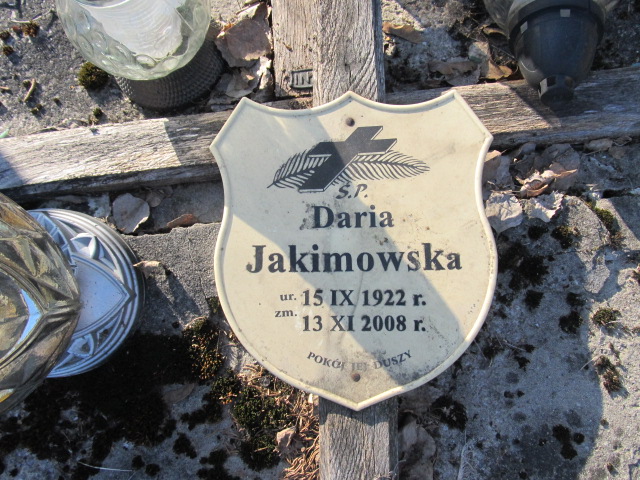 Ś.P.
Daria
Jakimowska
ur. 15 IX 1922 r.
zm. 13 XI 2008 r.
POKÓJ JEJ DUSZY